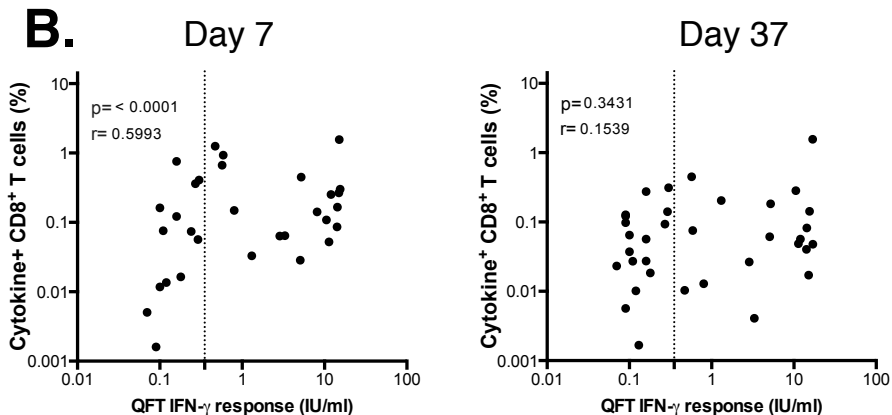 B.
Day 7
Cytokine+ CD8+ T cells (%)
10
1
0.1
0.01
0.001
p= < 0.0001
r= 0.5993
0.01
0.1
1
10
100
QFT IFN-γ response (IU/ml)
Day 37
Cytokine+ CD8+ T cells (%)
10
1
0.1
0.01
0.001
p=0.3431
r= 0.1539
0.01
0.1
1
10
100
QFT IFN-γ response (IU/ml)